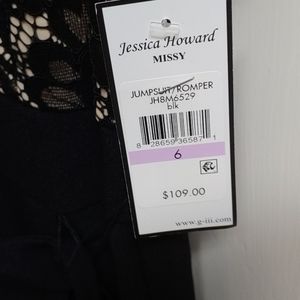 Jessica Howard
MISSY
JUMPSUIT/ROMPER
JH8M6529
blk
8 28659 36587 1
6
$109.00
www.g-iii.com